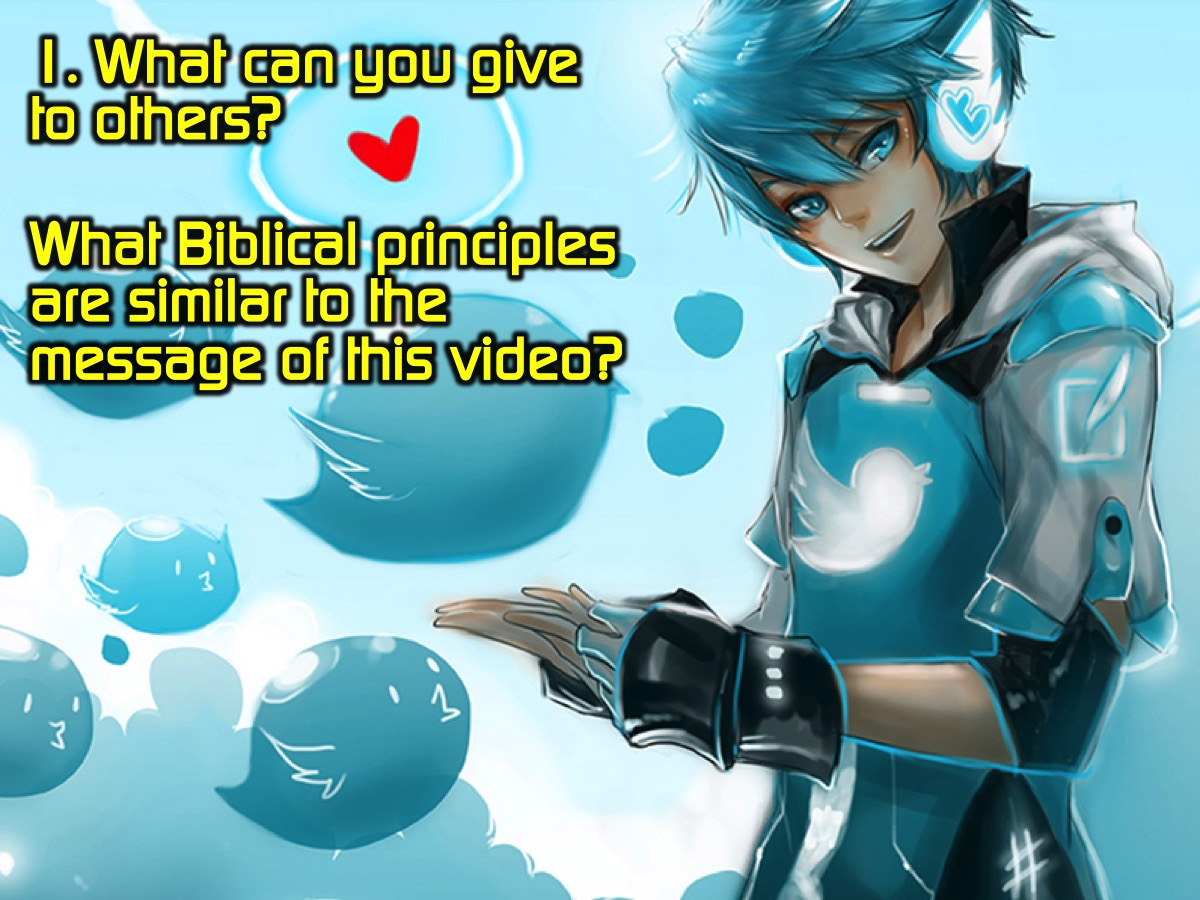 1. What can you give
to others?
What Biblical principles
are similar to the
message of this video?
#